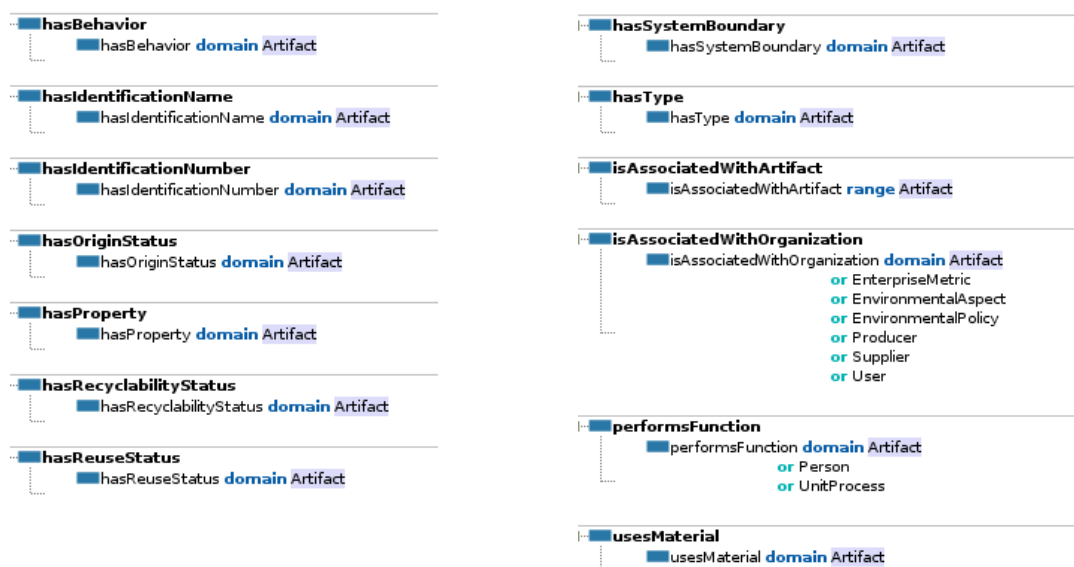 hasBehavior
hasBehavior domain Artifact
hasIdentificationName
hasIdentificationName domain Artifact
hasIdentificationNumber
hasIdentificationNumber domain Artifact
hasOriginStatus
hasOriginStatus domain Artifact
hasProperty
hasProperty domain Artifact
hasRecyclabilityStatus
hasRecyclabilityStatus domain Artifact
hasReuseStatus
hasReuseStatus domain Artifact
hasSystemBoundary
hasSystemBoundary domain Artifact
hasType
hasType domain Artifact
isAssociatedWithArtifact
isAssociatedWithArtifact range Artifact
isAssociatedWithOrganization
isAssociatedWithOrganization domain Artifact
or EnterpriseMetric
or EnvironmentalAspect
or EnvironmentalPolicy
or Producer
or Supplier
or User
performsFunction
performsFunction domain Artifact
or Person
or UnitProcess
usesMaterial
usesMaterial domain Artifact